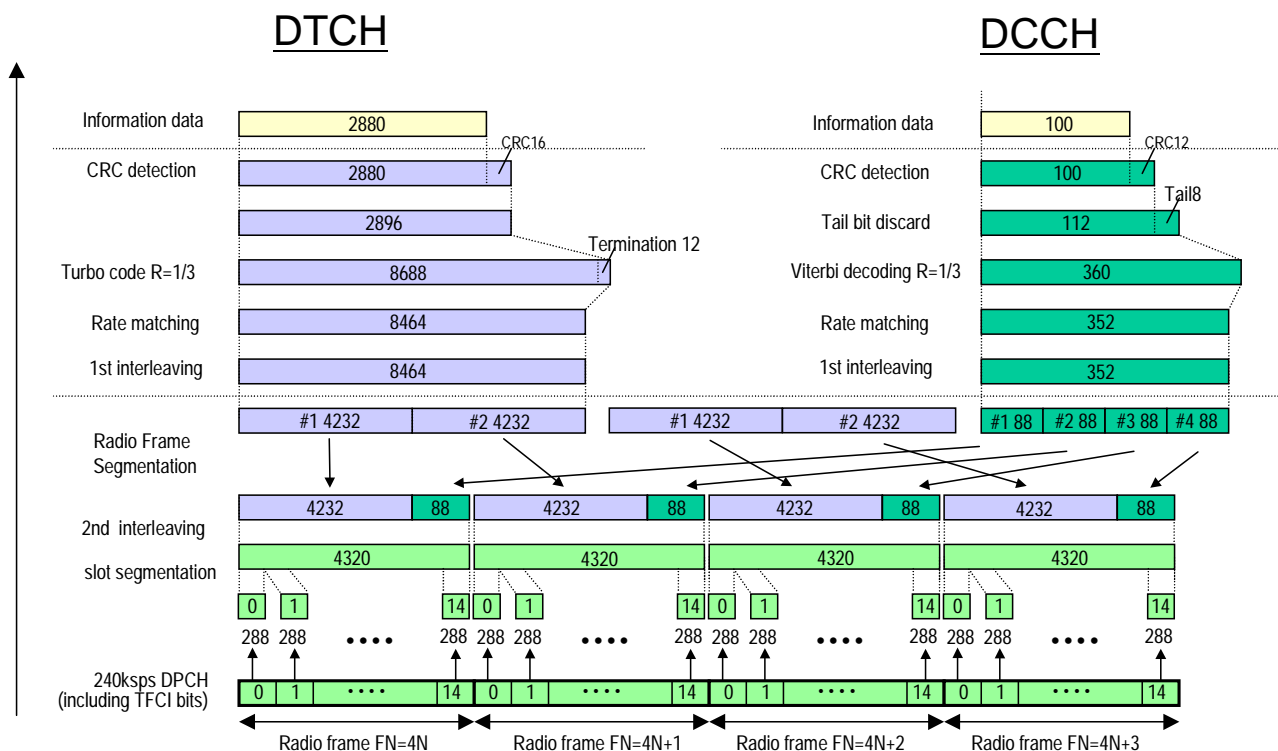 DTCH DCCH
Information data 2880 Information data 100
CRC16 CRC12
CRC detection 2880 CRC detection 100
Tail8
2896 Tail bit discard 112
Termination 12
Turbo code R=1/3 8688 Viterbi decoding R=1/3 360
Rate matching 8464 Rate matching 352
1st interleaving 8464 1st interleaving 352
#1 4232 #2 4232 #1 4232 #2 4232 #1 88 #2 88 #3 88 #4 88
Radio Frame
Segmentation
4232 88 4232 88 4232 88 4232 88
2nd interleaving
4320 4320 4320 4320
slot segmentation
0 1 14 0 1 14 0 1 14 0 1 14
288 288 •••• 288 288 288 •••• 288 288 288 •••• 288 288 288 •••• 288
240ksps DPCH
(including TFCI bits)
0 1 •••• 14 0 1 •••• 14 0 1 •••• 14 0 1 •••• 14
Radio frame FN=4N Radio frame FN=4N+1 Radio frame FN=4N+2 Radio frame FN=4N+3